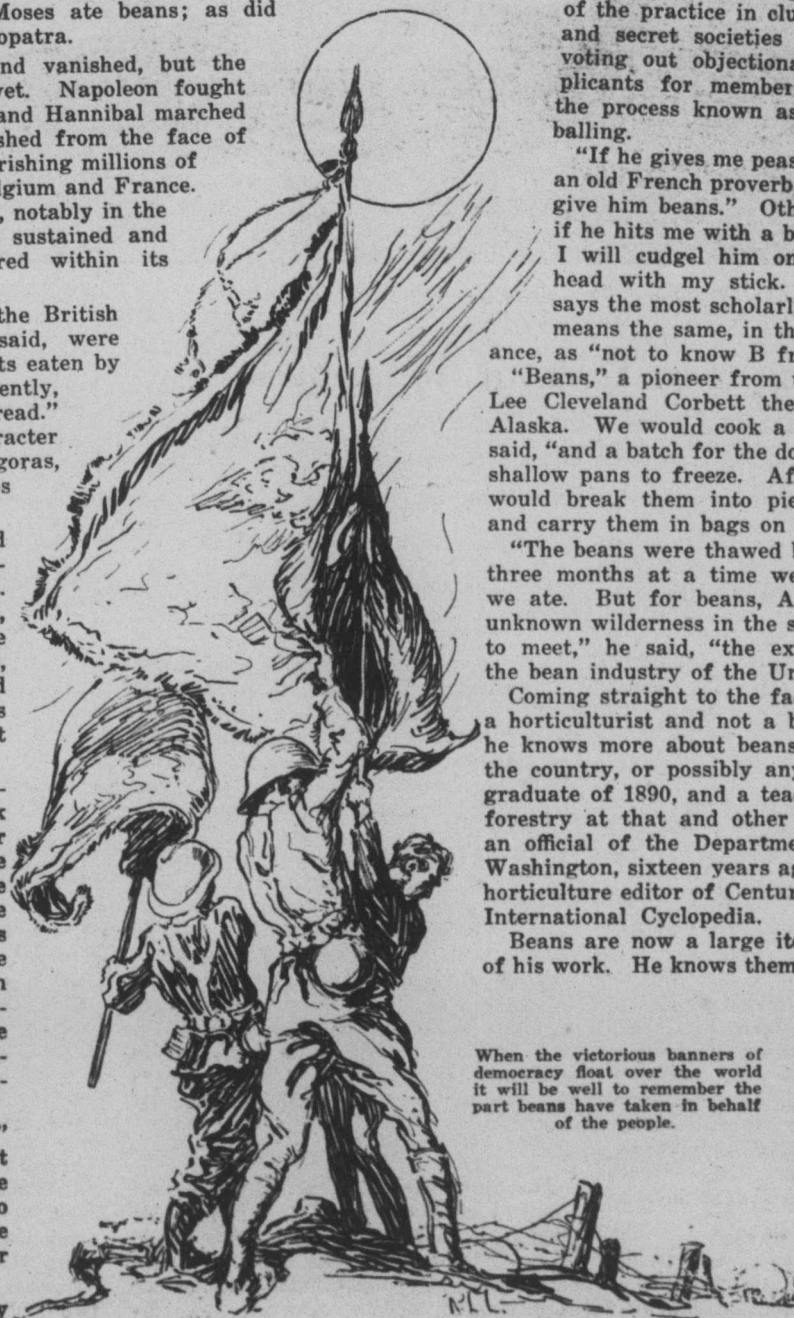 Moses ate beans; as did
opatra.
nd vanished, but the
yet. Napoleon fought
and Hannibal marched
shed from the face of
rishing millions of
lgium and France.
, notably in the
sustained and
red within its
the British
said, were
ts eaten by
ently,
read."
racter
goras,
s
of the practice in clu
and secret societies
voting out objectiona
plicants for member
the process known as
balling.
"If he gives me peas
an old French proverb
give him beans." Oth
if he hits me with a b
I will cudgel him on
head with my stick.
says the most scholarl
means the same, in th
ance, as "not to know B fr
"Beans," a pioneer from
Lee Cleveland Corbett the
Alaska. We would cook a
said, "and a batch for the do
shallow pans to freeze. Af
would break them into pie
and carry them in bags on
"The beans were thawed
three months at a time we
we ate. But for beans, A
unknown wilderness in the s
to meet," he said, "the ex
the bean industry of the Un
Coming straight to the fa
a horticulturist and not a b
he knows more about beans
the country, or possibly any
graduate of 1890, and a tea
forestry at that and other
an official of the Departme
Washington, sixteen years ag
horticulture editor of Centur
International Cyclopedia.
Beans are now a large ite
of his work. He knows them
When the victorious banners of
democracy float over the world
it will be well to remember the
part beans have taken in behalf
of the people.